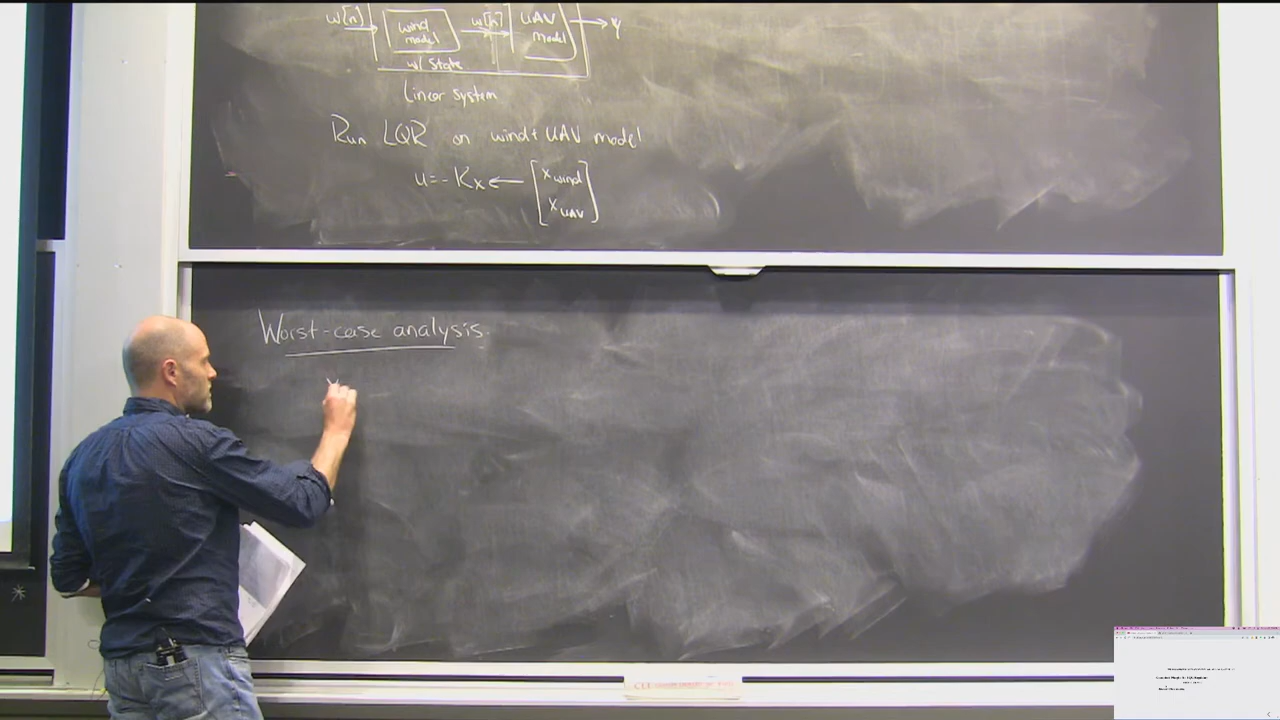 w[n] wind model w[n] UAV model y
w/ state
Linear system
Run LQR on wind + UAV model
u = - Kx ← [ x wind
x UAV ]
Worst-case analysis